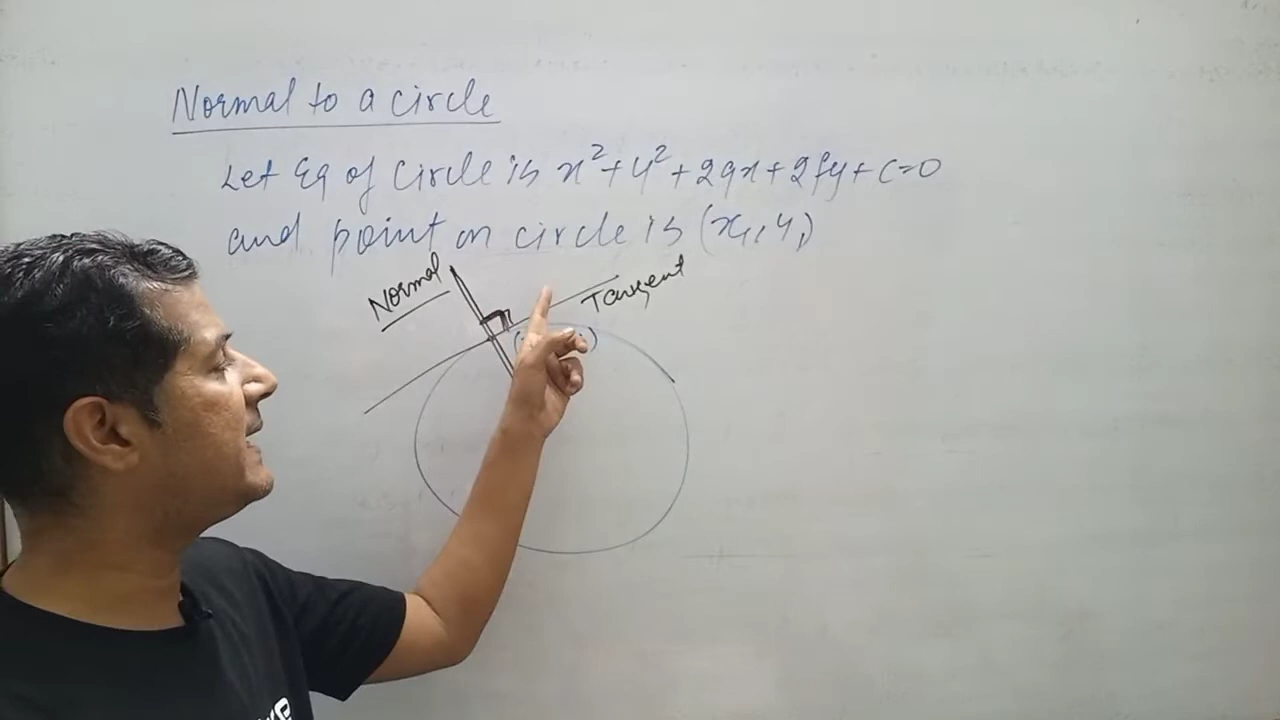 Normal to a circle
Let Eq of Circle is x²+y²+2gx+2fy+c=0
and point on circle is (x₁,y₁)
Normal
Tangent